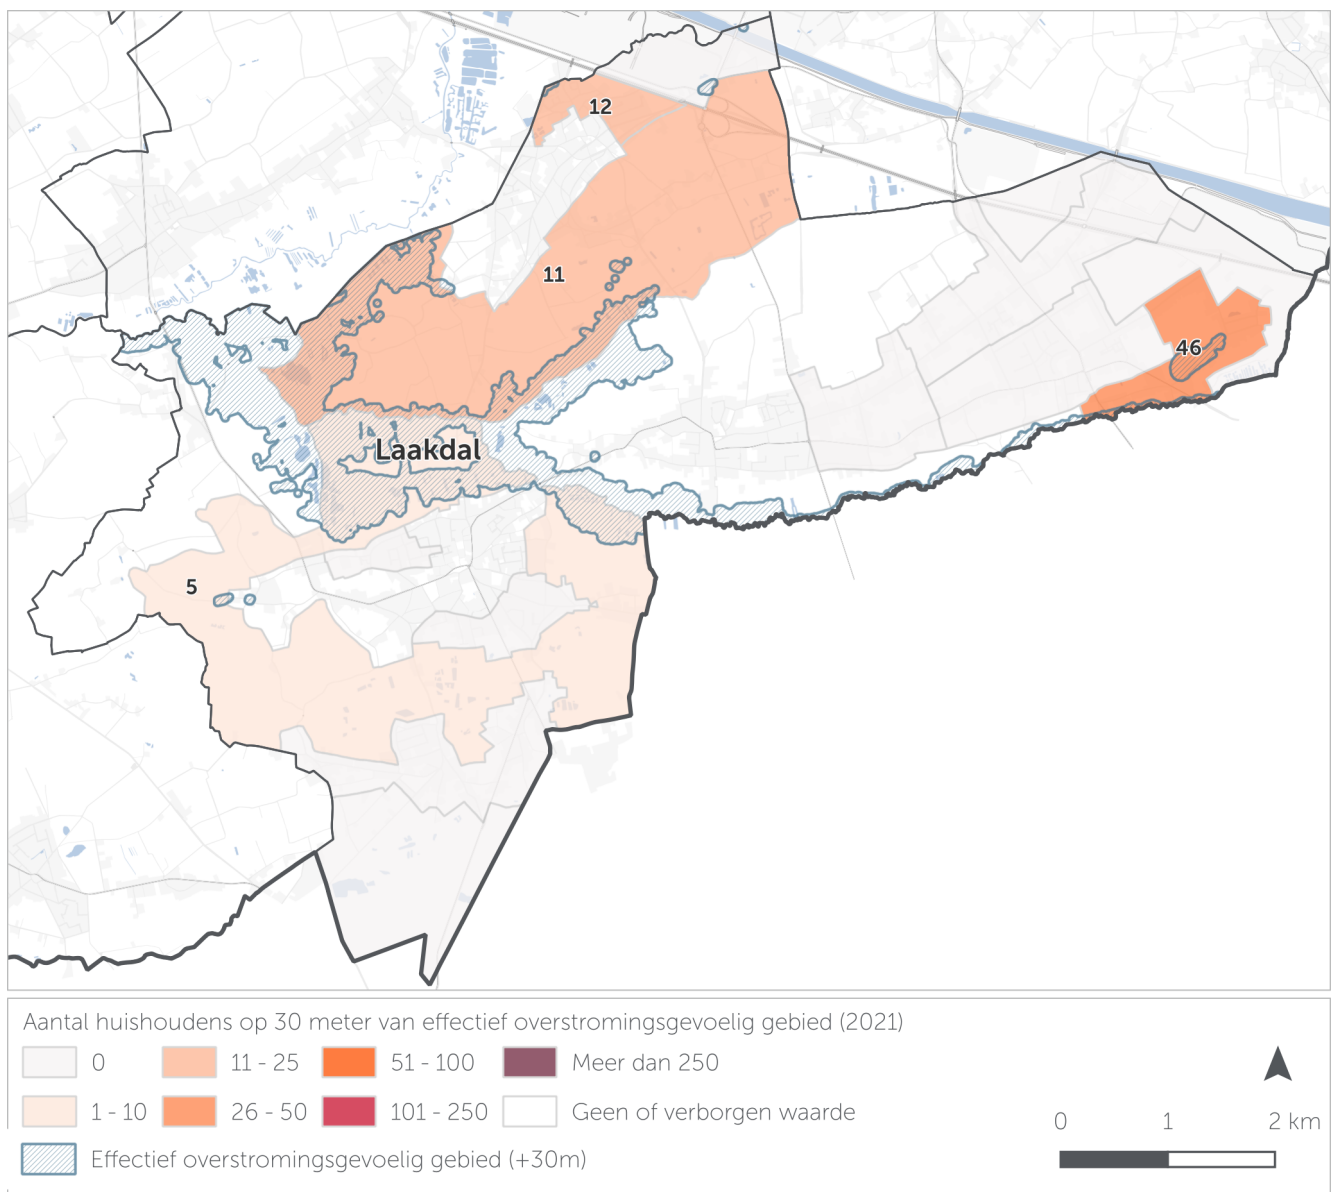 12
11
46
Laakdal
5
Aantal huishoudens op 30 meter van effectief overstromingsgevoelig gebied (2021)
0 11 - 25 51 - 100 Meer dan 250
1 - 10 26 - 50 101 - 250 Geen of verborgen waarde
0 1 2 km
Effectief overstromingsgevoelig gebied (+30m)